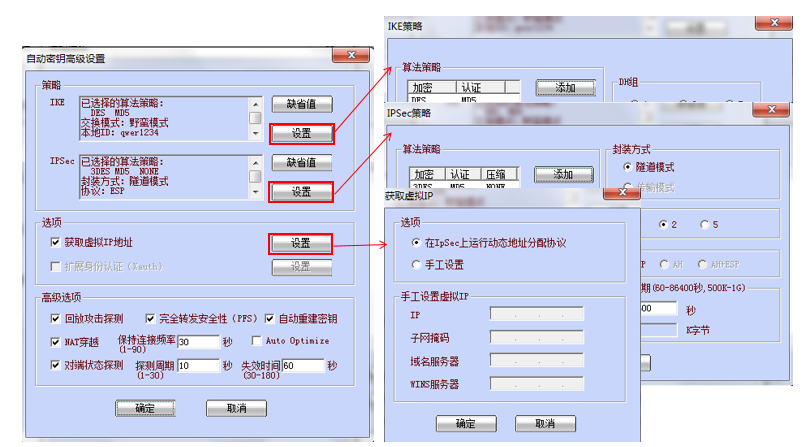 自动密钥高级设置
策略
IKE
已选择的算法策略:
DES MD5
交换模式: 野蛮模式
本地ID: qwer1234
缺省值
设置
IPSec
已选择的算法策略:
3DES MD5 NONE
封装方式: 隧道模式
协议: ESP
缺省值
设置
选项
获取虚拟IP地址
设置
扩展身份认证 (Xauth)
设置
高级选项
回放攻击探测 完全转发安全性 (PFS) 自动重建密钥
NAT穿越 保持连接频率 30 秒 Auto Optimize
(1-90)
对端状态探测 探测周期 10 秒 失效时间 60 秒
(1-30) (30-180)
确定 取消
IKE策略
算法策略
加密 认证 添加
DES MD5
DH组
IPSec策略
算法策略
加密 认证 压缩 添加
3DES MD5 NONE
封装方式
隧道模式
传输模式
2 5
P AH AH+ESP
期(60-86400秒, 500K-1G)
00 秒
K字节
获取虚拟IP
选项
在IpSec上运行动态地址分配协议
手工设置
手工设置虚拟IP
IP
子网掩码
域名服务器
WINS服务器
确定 取消